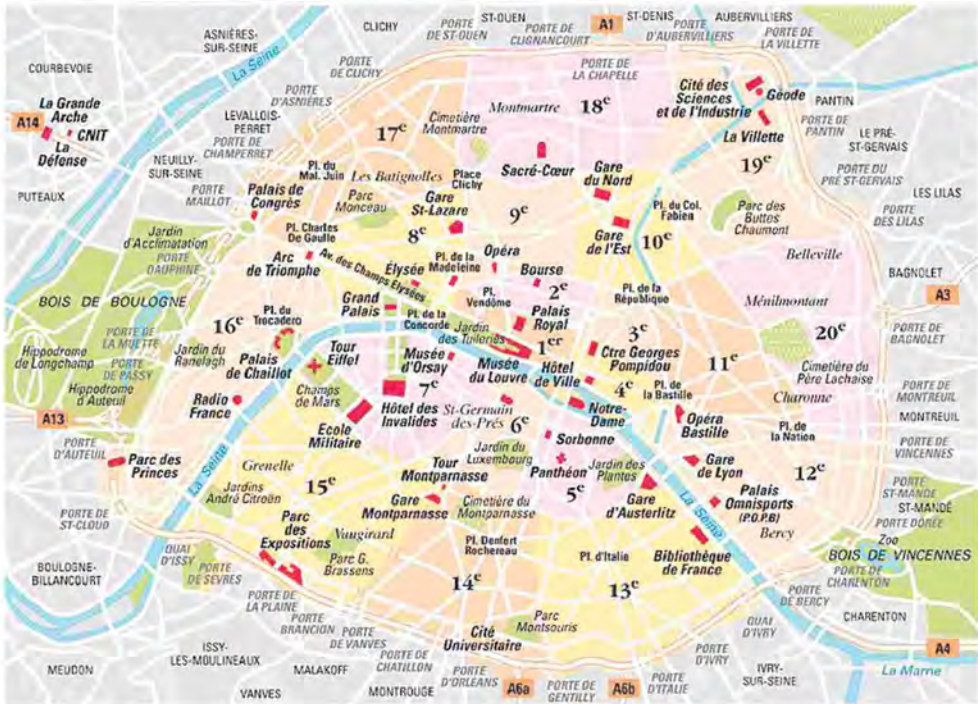 ST-OUEN
ST-DENIS
AUBERVILLIERS
CLICHY
PORTE
DE ST-OUEN
PORTE DE
CLIGNANCOURT
A1
PORTE
D'AUBERVILLIERS
PORTE DE
LA VILLETTE
ASNIÈRES-
SUR-SEINE
La Seine
COURBEVOIE
PORTE
DE CLICHY
PORTE DE
LA CHAPELLE
Cité des
Sciences
et de l'Industrie
Géode
PANTIN
PORTE
DE PANTIN
La Grande
Arche
A14
CNIT
La
Défense
LEVALLOIS-
PERRET
PORTE
D'ASNIÈRES
PORTE DE
CHAMPERRET
17e
Cimetière
Montmartre
Montmartre
18e
La Villette
19e
LE PRÉ-
ST-GERVAIS
PORTE DU
PRÉ ST-GERVAIS
PUTEAUX
NEUILLY-
SUR-SEINE
PORTE
MAILLOT
Palais de
Congrès
Pl. du
Mal. Juin
Les Batignolles
Place
Clichy
Sacré-Cœur
Gare
du Nord
LES LILAS
PORTE
DES LILAS
Parc
Monceau
Gare
St-Lazare
9e
Gare
de l'Est
10e
Pl. du Col.
Fabien
Parc des
Buttes
Chaumont
Jardin
d'Acclimatation
PORTE
DAUPHINE
Pl. Charles
De Gaulle
8e
Arc
de Triomphe
Av. des Champs Elysées
Élysée
Pl. de la
Madeleine
Opéra
Bourse
2e
Belleville
BAGNOLET
A3
BOIS DE BOULOGNE
Pl.
Vendôme
Pl. de la
République
Ménilmontant
PORTE DE
BAGNOLET
16e
Pl. du
Trocadero
Grand
Palais
Pl. de la
Concorde
Jardin
des
Tuileries
Palais
Royal
1er
3e
11e
20e
PORTE DE
LA MUETTE
Jardin du
Ranelagh
Palais
de Chaillot
Tour
Eiffel
Musée
d'Orsay
Musée
du Louvre
Hôtel
de Ville
Ctre Georges
Pompidou
Cimetière du
Père Lachaise
Hippodrome
de Longchamp
PORTE
DE PASSY
Hippodrome
d'Auteuil
Champs
de Mars
7e
4e
Pl. de
la Bastille
Charonne
PORTE DE
MONTREUIL
MONTREUIL
A13
Radio
France
Ecole
Militaire
Hôtel des
Invalides
St-Germain
des-Prés
6e
Notre-
Dame
Opéra
Bastille
Pl. de
la Nation
PORTE
D'AUTEUIL
Parc des
Princes
La Seine
Grenelle
Jardin du
Luxembourg
Sorbonne
Panthéon
5e
Jardin des
Plantes
Gare
de Lyon
12e
PORTE DE
VINCENNES
15e
Jardins
André Citroën
Tour
Montparnasse
Gare
Montparnasse
Cimetière du
Montparnasse
Gare
d'Austerlitz
La Seine
Palais
Omnisports
(P.O.P.B)
Bercy
PORTE DE
ST-MANDÉ
ST-MANDÉ
PORTE DORÉE
Zoo
BOIS DE VINCENNES
PORTE
DE ST-CLOUD
Parc
des
Expositions
Vaugirard
Parc G.
Brassens
Pl. Denfert
Rochereau
Pl. d'Italie
Bibliothèque
de France
PORTE
DE CHARENTON
BOULOGNE-
BILLANCOURT
QUAI
D'ISSY
PORTE
DE SEVRES
14e
13e
PORTE
DE BERCY
CHARENTON
PORTE DE
LA PLAINE
PORTE
BRANCION
PORTE
DE VANVES
Cité
Universitaire
Parc
Montsouris
QUAI
D'IVRY
A4
La Marne
MEUDON
ISSY-
LES-MOULINEAUX
VANVES
MALAKOFF
PORTE DE
CHATILLON
MONTROUGE
PORTE
D'ORLEANS
A6a
PORTE DE
GENTILLY
A6b
PORTE
D'ITALIE
PORTE
D'IVRY
IVRY-
SUR-SEINE